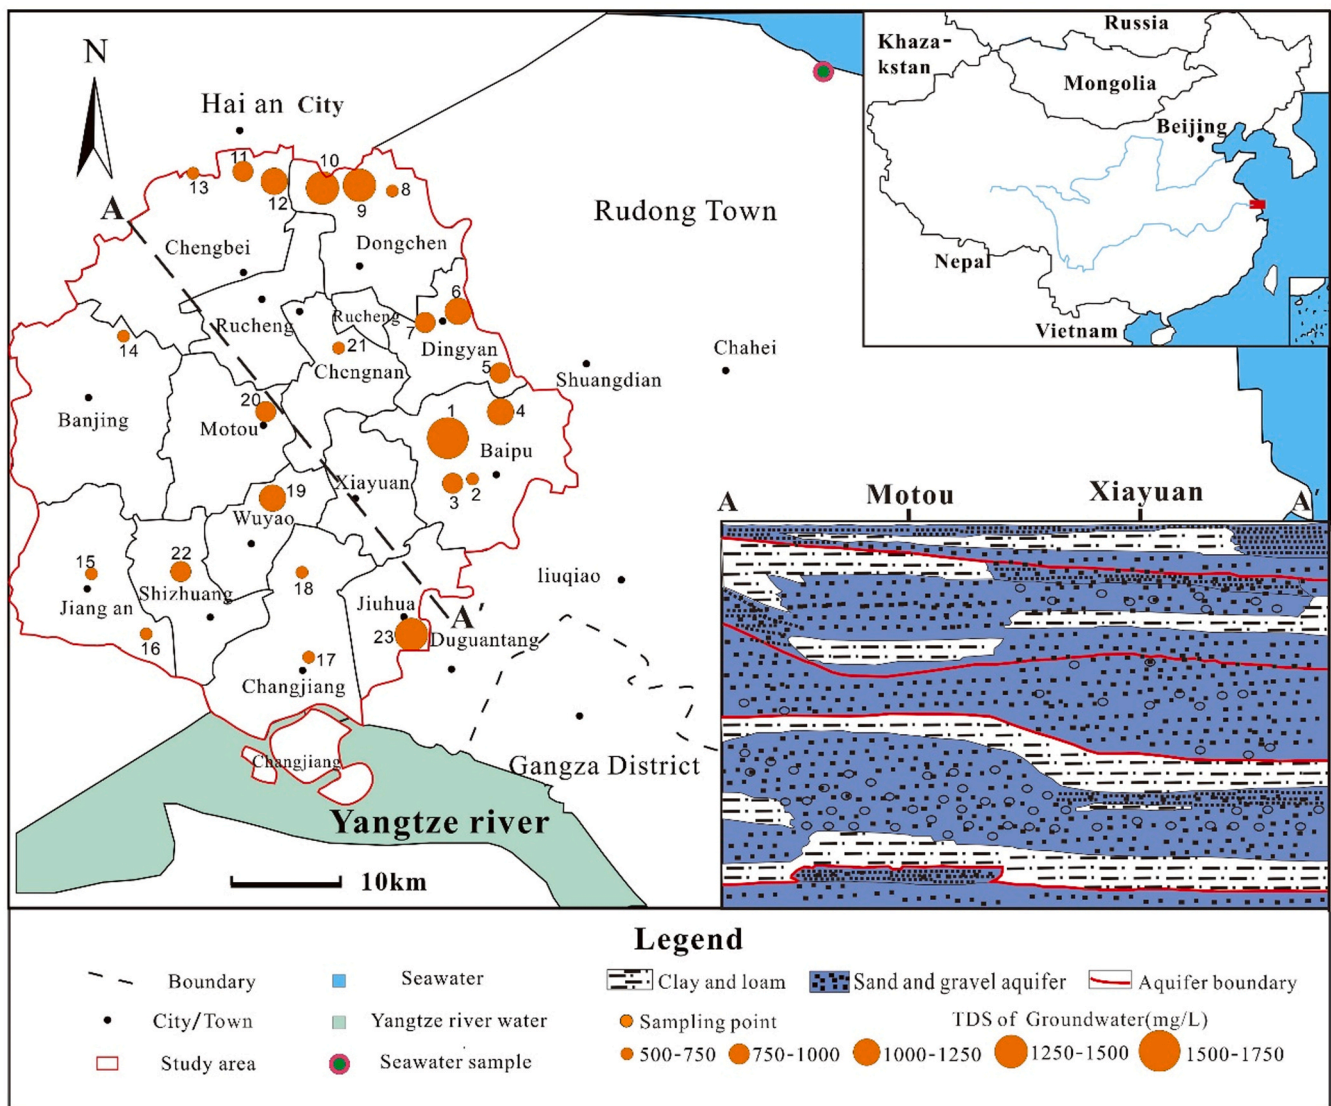 N
Hai an City
13
11
12
10
9
8
A
Chengbei
Dongchen
Rudong Town
Rucheng
Rucheng
6
7
Dingyan
14
21
Chengnan
5
Shuangdian
Chahei
Banjing
20
Motou
1
4
Baipu
3
2
Xiayuan
19
Wuyao
15
Jiang an
22
Shizhuang
18
liuqiao
Jiuhua
A'
16
23
Duguantang
17
Changjiang
Changjiang
Gangza District
Yangtze river
10km
Russia
Khaza-
kstan
Mongolia
Beijing
Nepal
Vietnam
A
Motou
Xiayuan
A'
Legend
Boundary
Seawater
Clay and loam
Sand and gravel aquifer
Aquifer boundary
City/Town
Yangtze river water
Sampling point
TDS of Groundwater(mg/L)
Study area
Seawater sample
500-750
750-1000
1000-1250
1250-1500
1500-1750